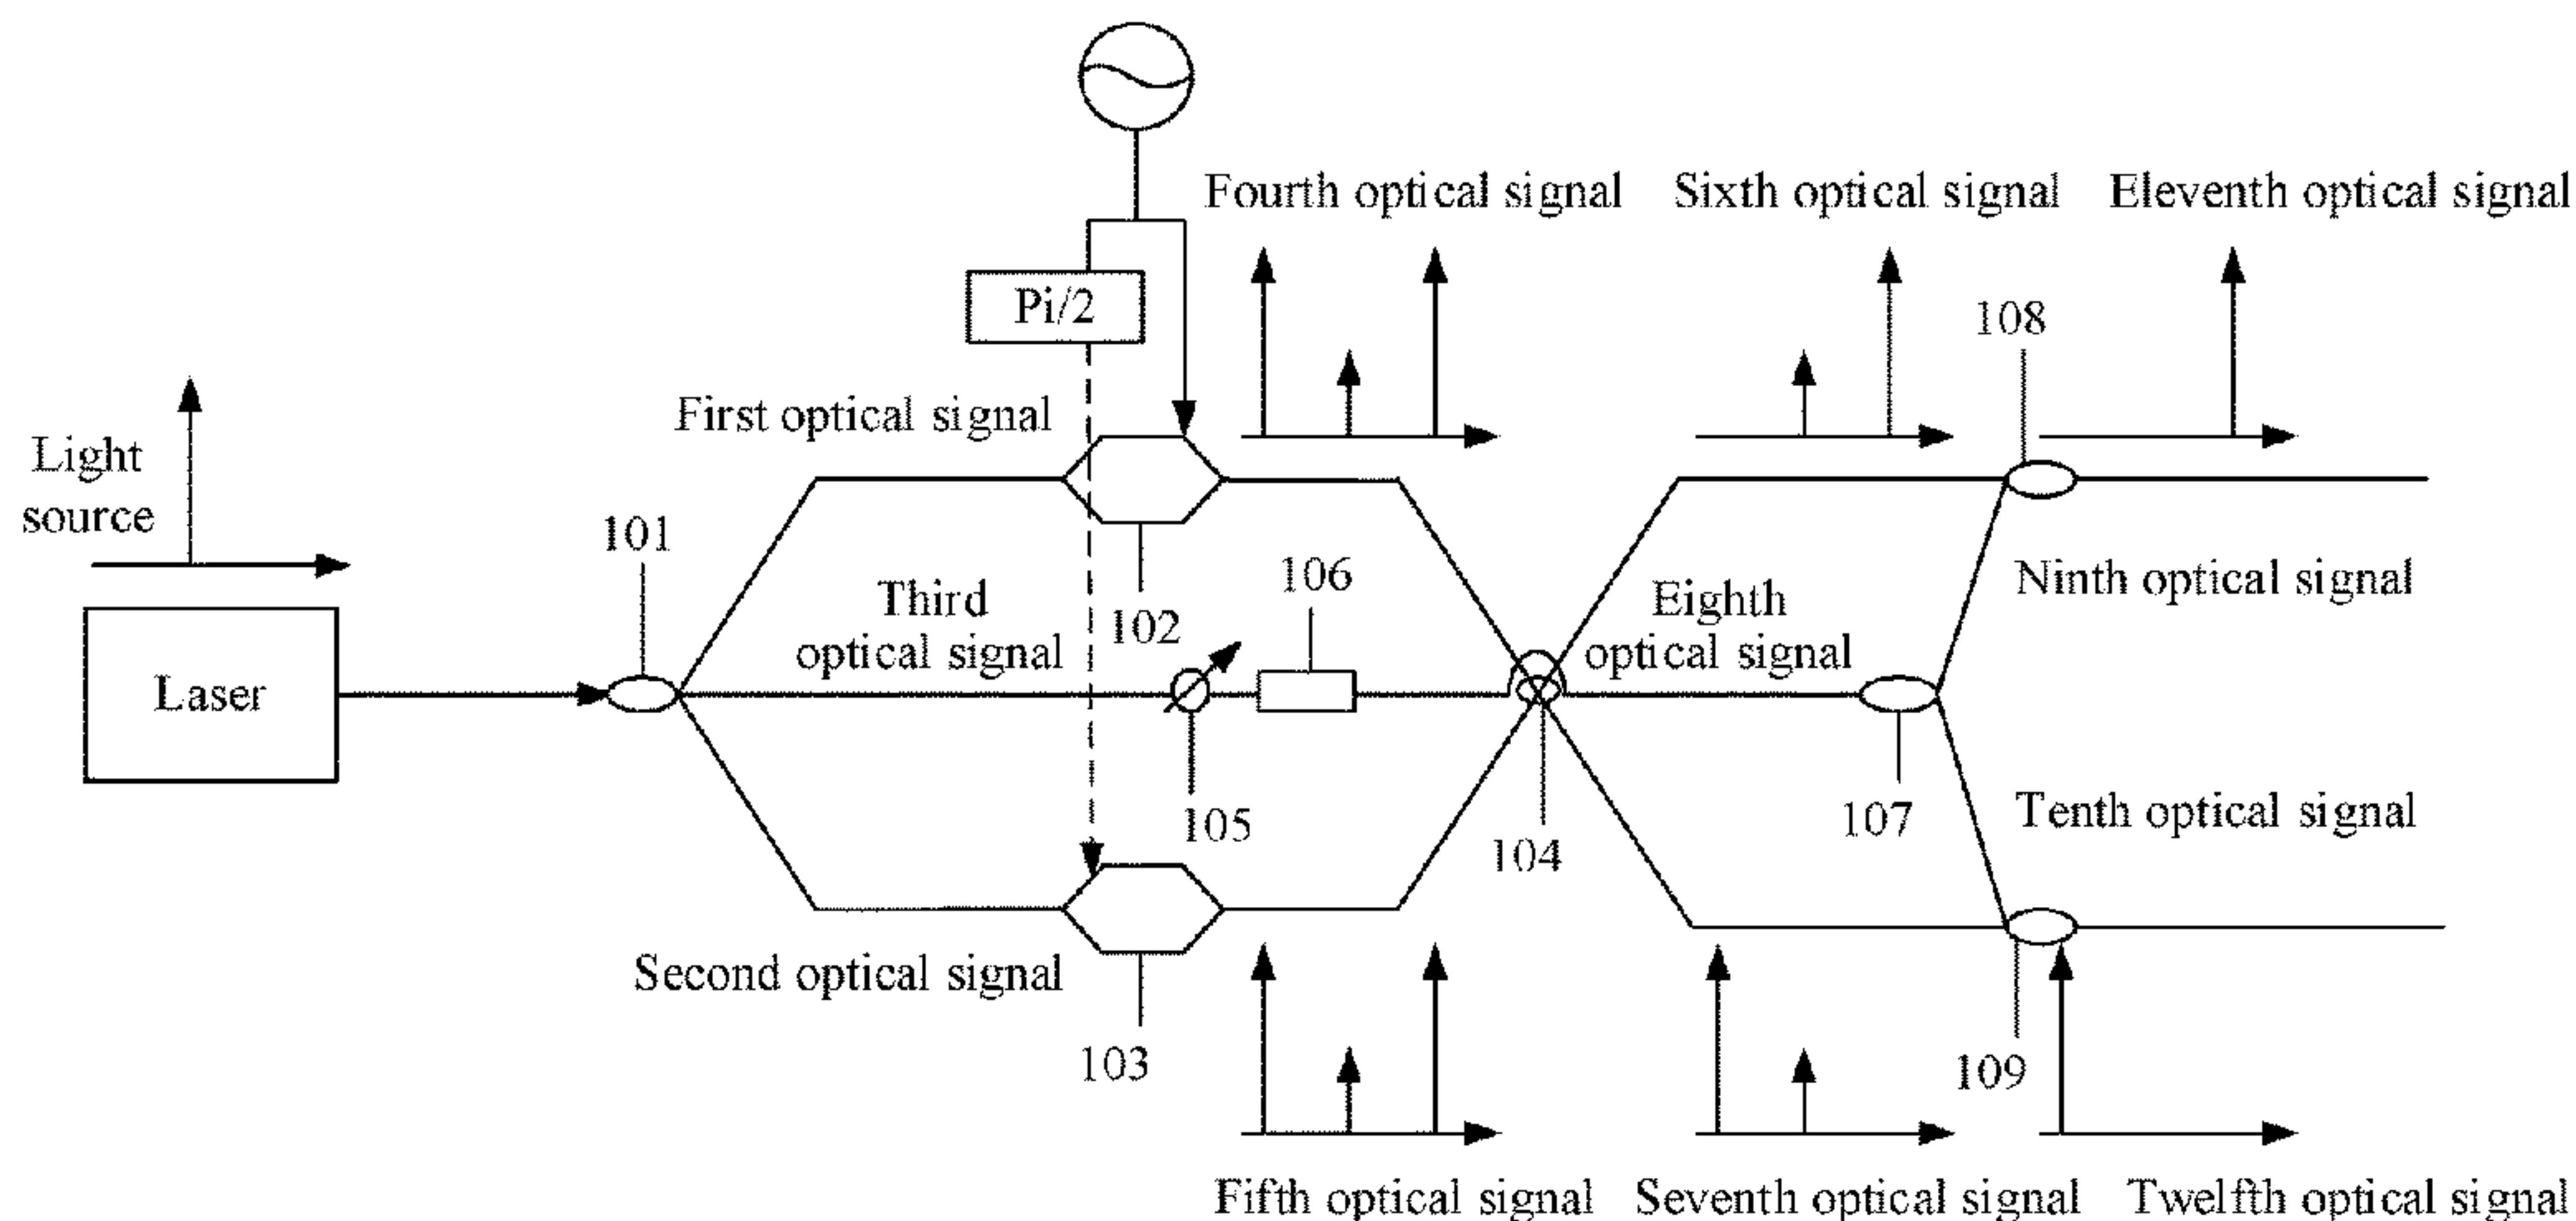 Fourth optical signal
Sixth optical signal
Eleventh optical signal
Pi/2
108
First optical signal
Light
source
101
106
Third
optical signal
102
Eighth
optical signal
Ninth optical signal
Laser
105
104
107
Tenth optical signal
Second optical signal
103
109
Fifth optical signal
Seventh optical signal
Twelfth optical signal